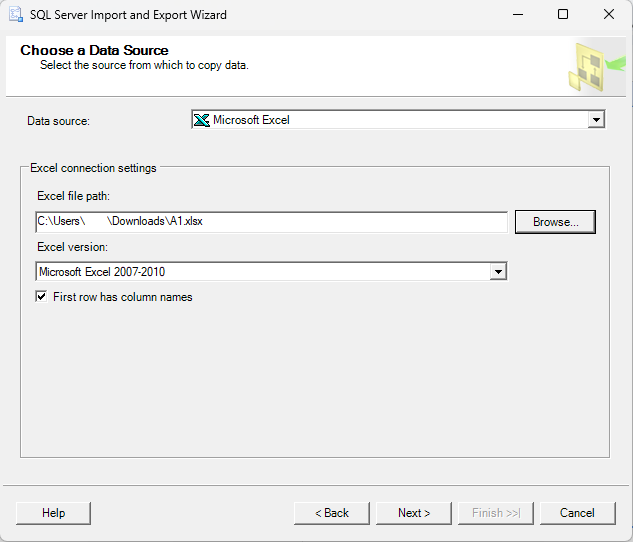 SQL Server Import and Export Wizard
Choose a Data Source
Select the source from which to copy data.
Data source:
Microsoft Excel
Excel connection settings
Excel file path:
C:\Users\ \Downloads\A1.xlsx
Browse...
Excel version:
Microsoft Excel 2007-2010
First row has column names
Help
< Back
Next >
Finish >>|
Cancel